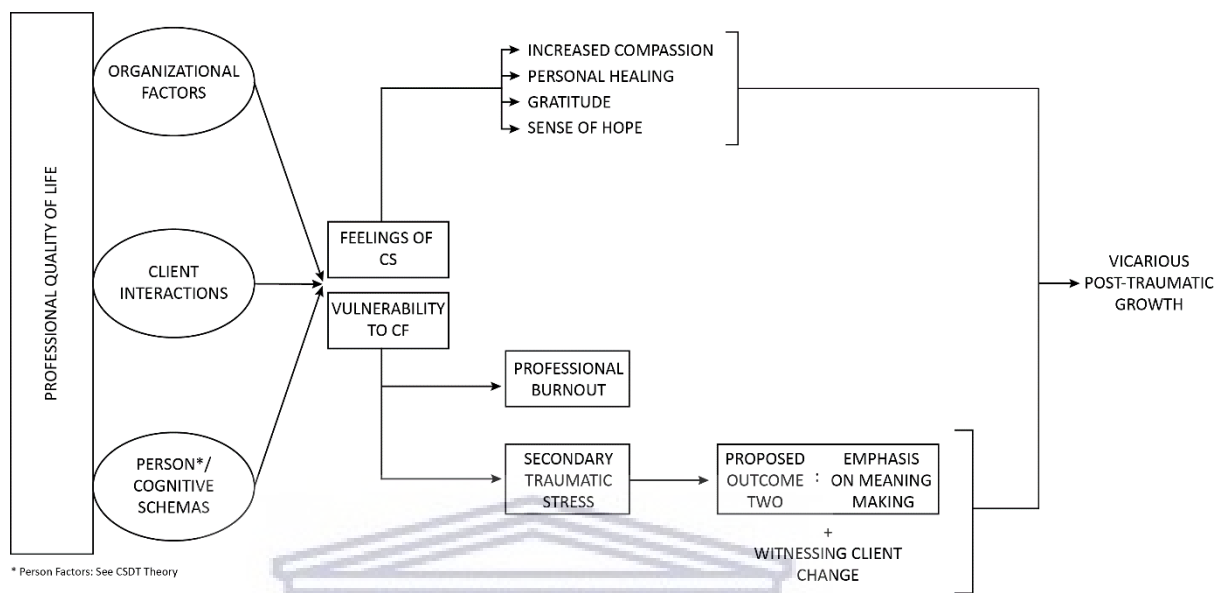 PROFESSIONAL QUALITY OF LIFE
ORGANIZATIONAL
FACTORS
CLIENT
INTERACTIONS
PERSON*/
COGNITIVE
SCHEMAS
* Person Factors: See CSDT Theory
FEELINGS OF
CS
VULNERABILITY
TO CF
INCREASED COMPASSION
PERSONAL HEALING
GRATITUDE
SENSE OF HOPE
PROFESSIONAL
BURNOUT
SECONDARY
TRAUMATIC
STRESS
PROPOSED : EMPHASIS
OUTCOME ON MEANING
TWO MAKING
+
WITNESSING CLIENT
CHANGE
VICARIOUS
POST-TRAUMATIC
GROWTH